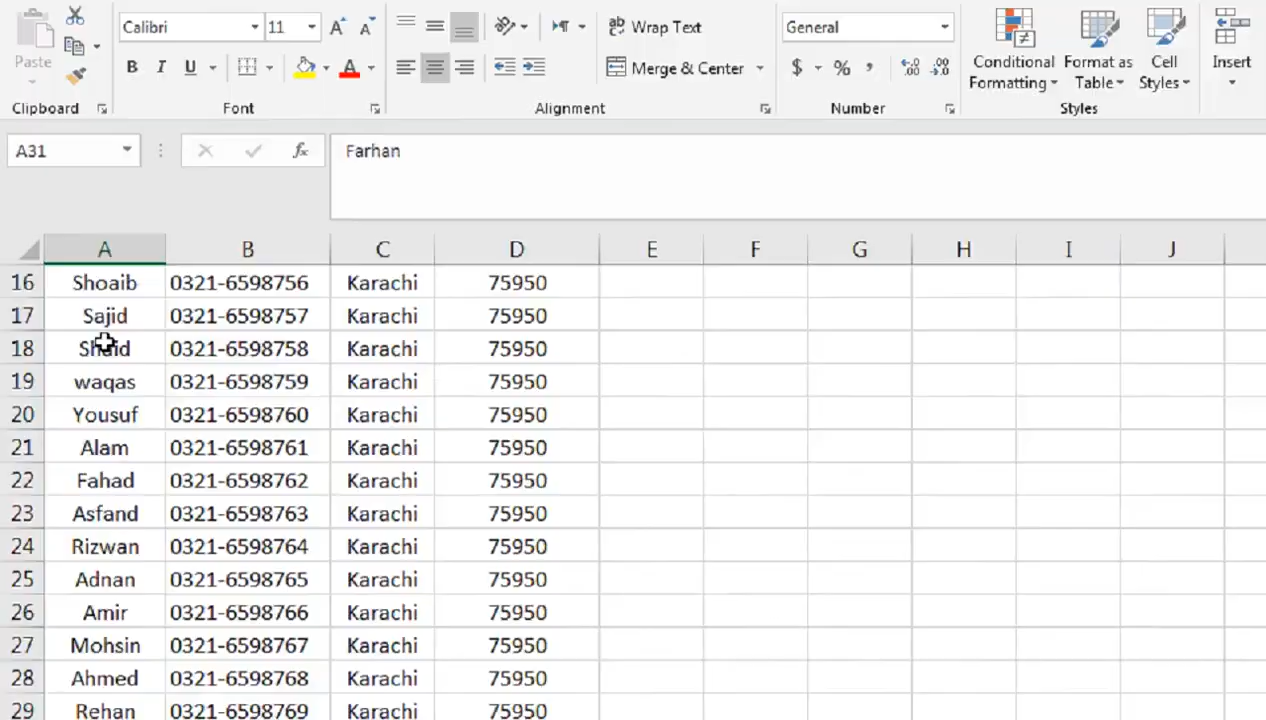 Calibri 11 Wrap Text General
Paste B I U A Merge & Center $ % , Conditional Formatting Format as Table Cell Styles Insert
Clipboard Font Alignment Number Styles
A31 fx Farhan
A B C D E F G H I J
16 Shoaib 0321-6598756 Karachi 75950
17 Sajid 0321-6598757 Karachi 75950
18 0321-6598758 Karachi 75950
19 waqas 0321-6598759 Karachi 75950
20 Yousuf 0321-6598760 Karachi 75950
21 Alam 0321-6598761 Karachi 75950
22 Fahad 0321-6598762 Karachi 75950
23 Asfand 0321-6598763 Karachi 75950
24 Rizwan 0321-6598764 Karachi 75950
25 Adnan 0321-6598765 Karachi 75950
26 Amir 0321-6598766 Karachi 75950
27 Mohsin 0321-6598767 Karachi 75950
28 Ahmed 0321-6598768 Karachi 75950
29 Rehan 0321-6598769 Karachi 75950